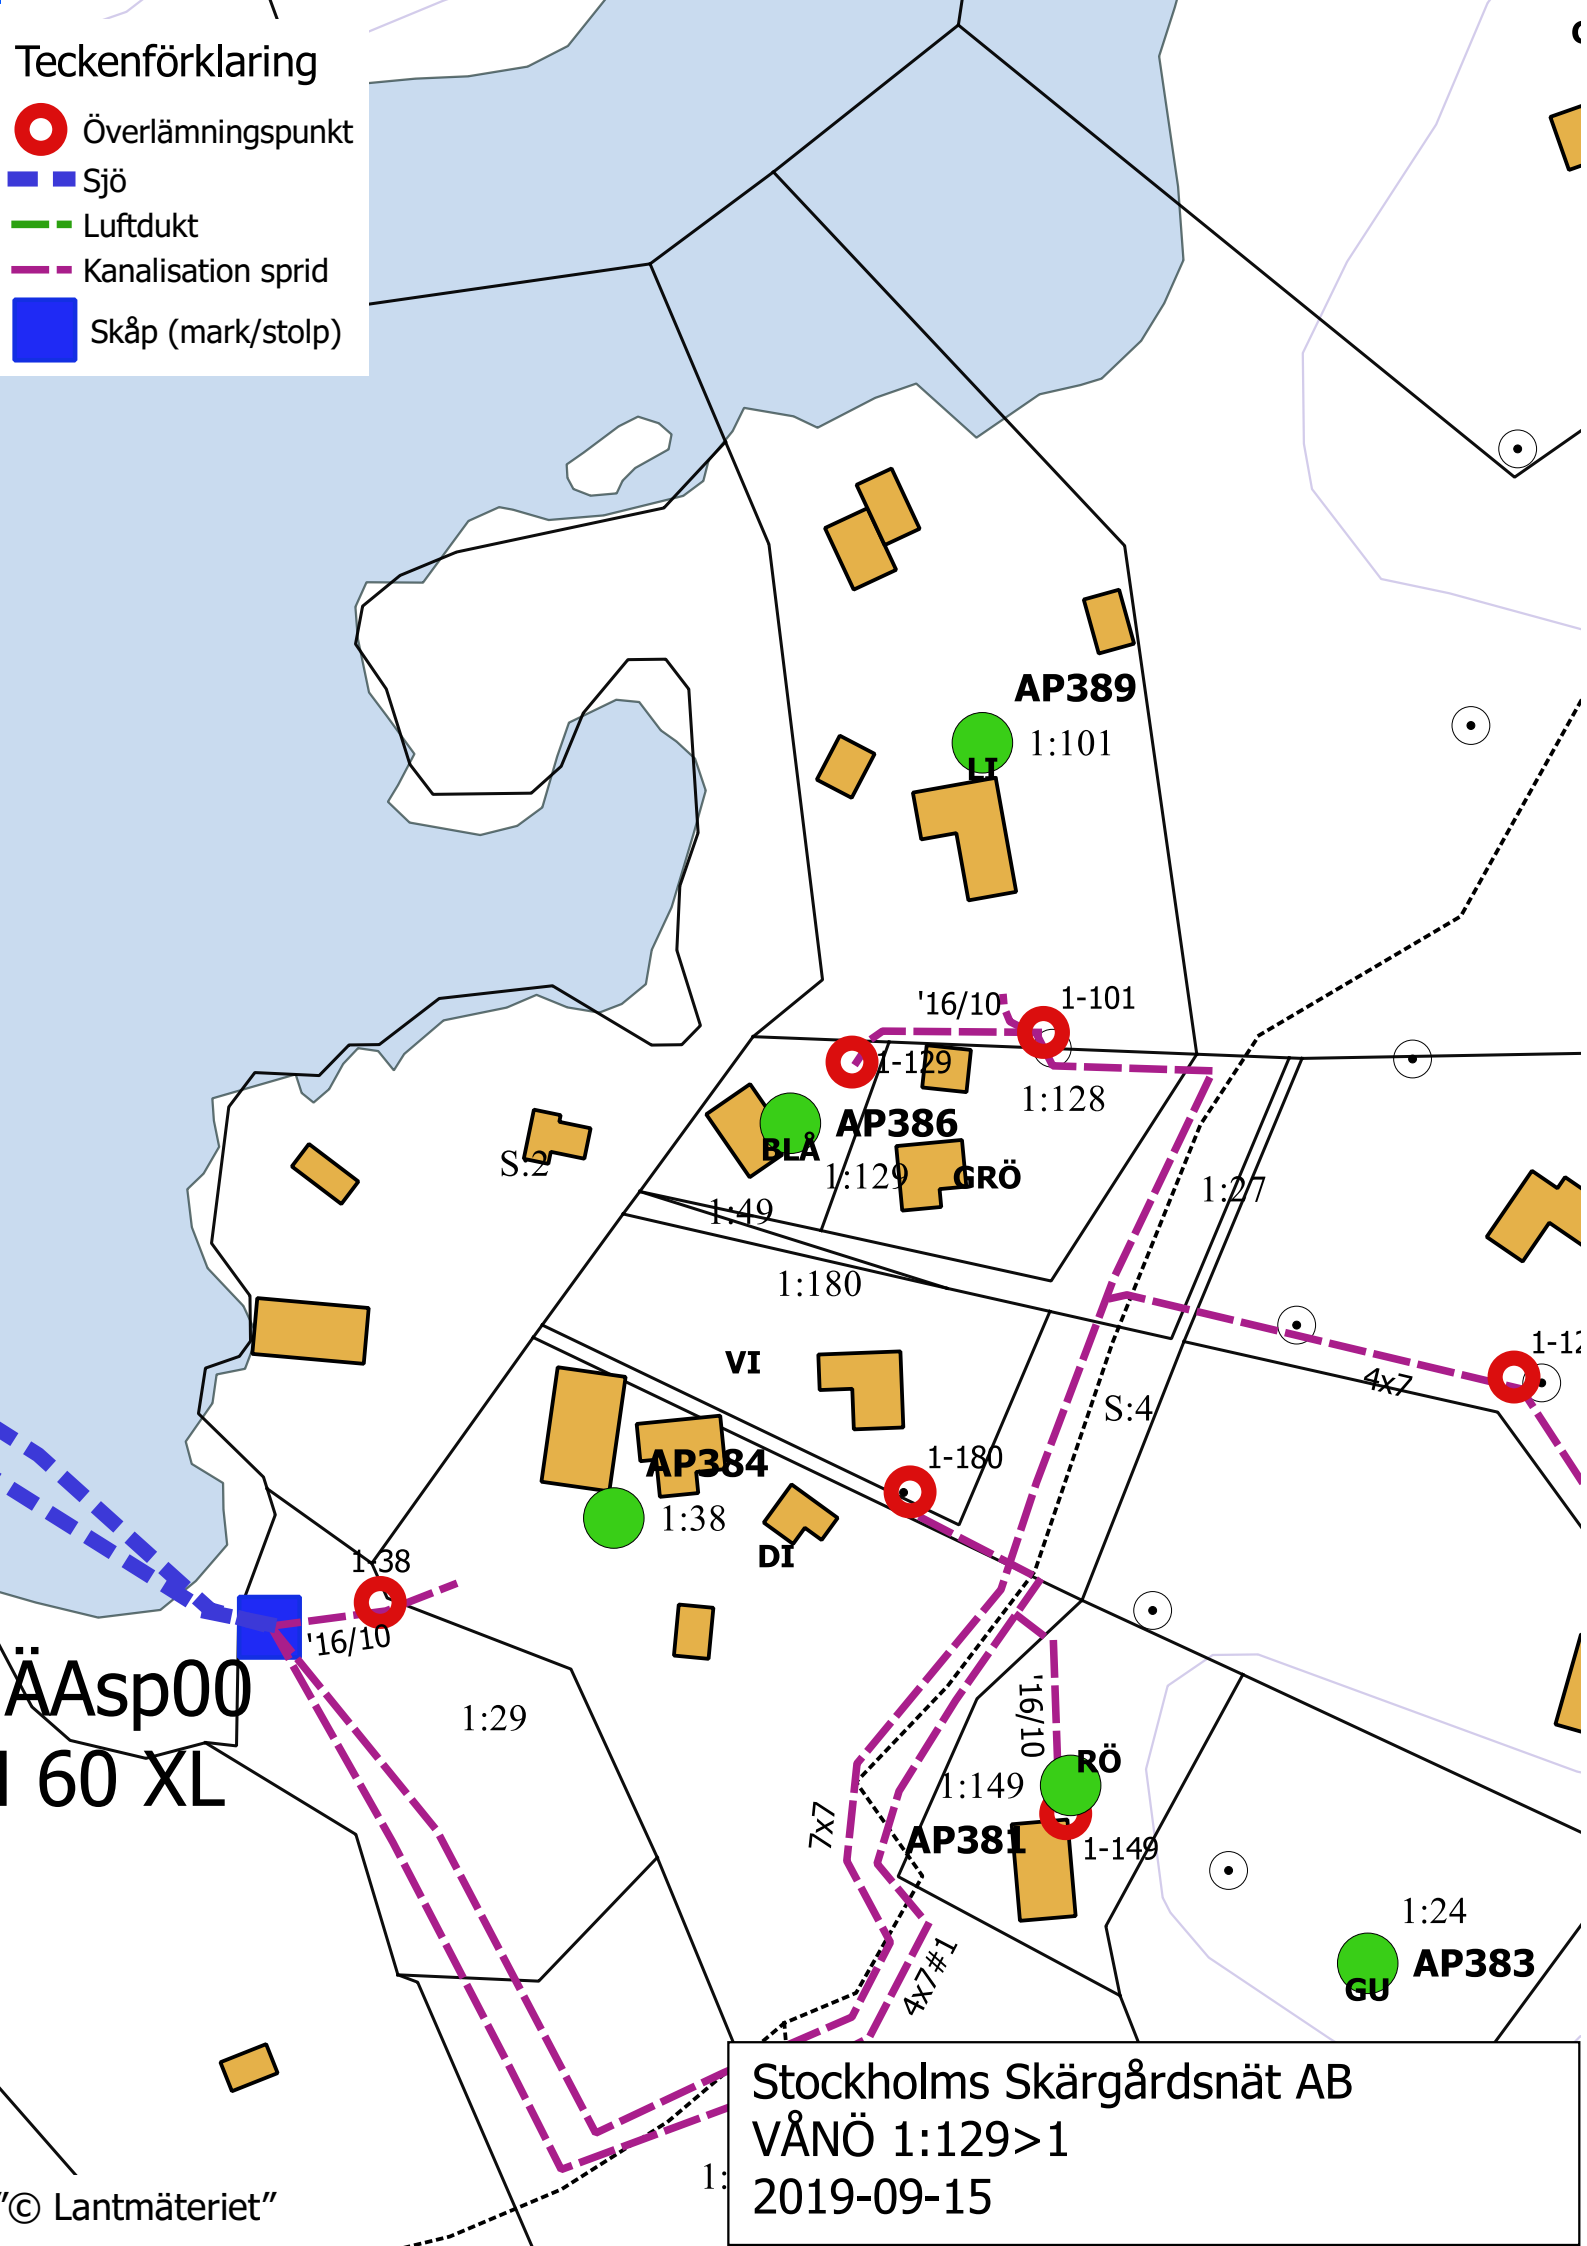 Teckenförklaring
Överlämningspunkt
Sjö
Luftdukt
Kanalisation sprid
Skåp (mark/stolp)
AP389
1:101
LI
'16/10
1-101
1-129
1:128
AP386
BLÅ
1:129
GRÖ
S:2
1:49
1:27
1:180
VI
4x7
S:4
AP384
1-180
1:38
DI
1-38
'16/10
ÄAsp00
60 XL
1:29
'16/10
RÖ
1:149
7x7
AP381
1-149
1:24
4x7#1
AP383
GU
Stockholms Skärgårdsnät AB
VÅNÖ 1:129>1
2019-09-15
"© Lantmäteriet"